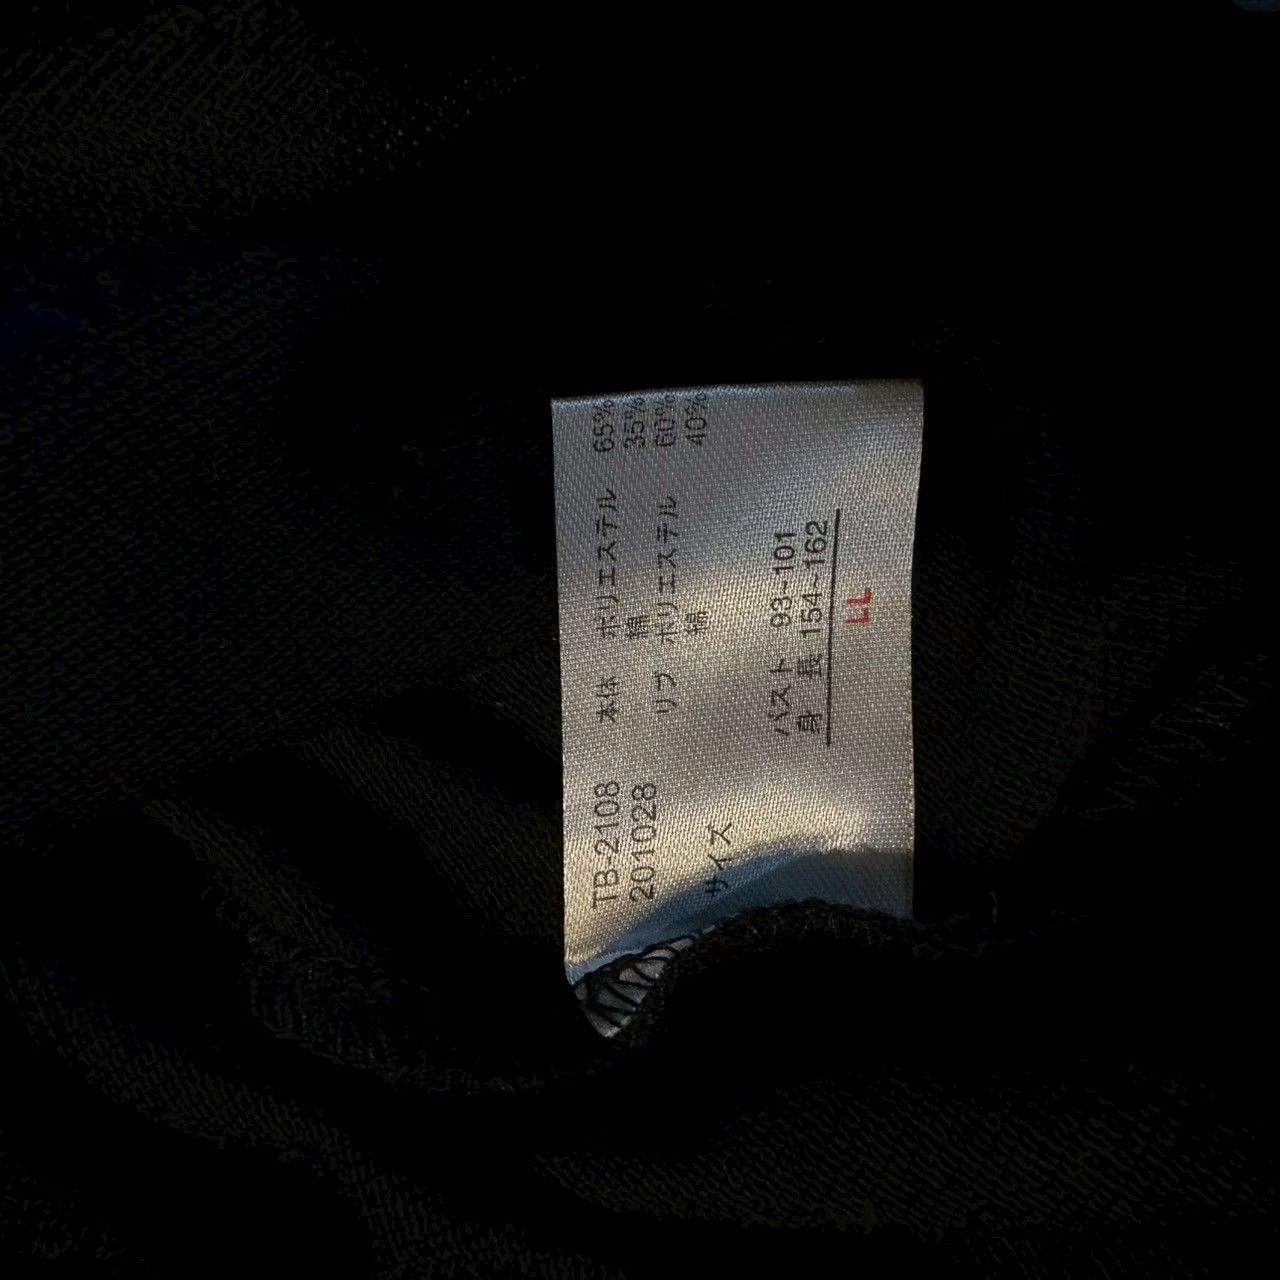 TB-2108 本体 ポリエステル 65%
201028 綿 35%
リブ ポリエステル 60%
綿 40%
サイズ
バスト 93~101
身 長 154~162
LL